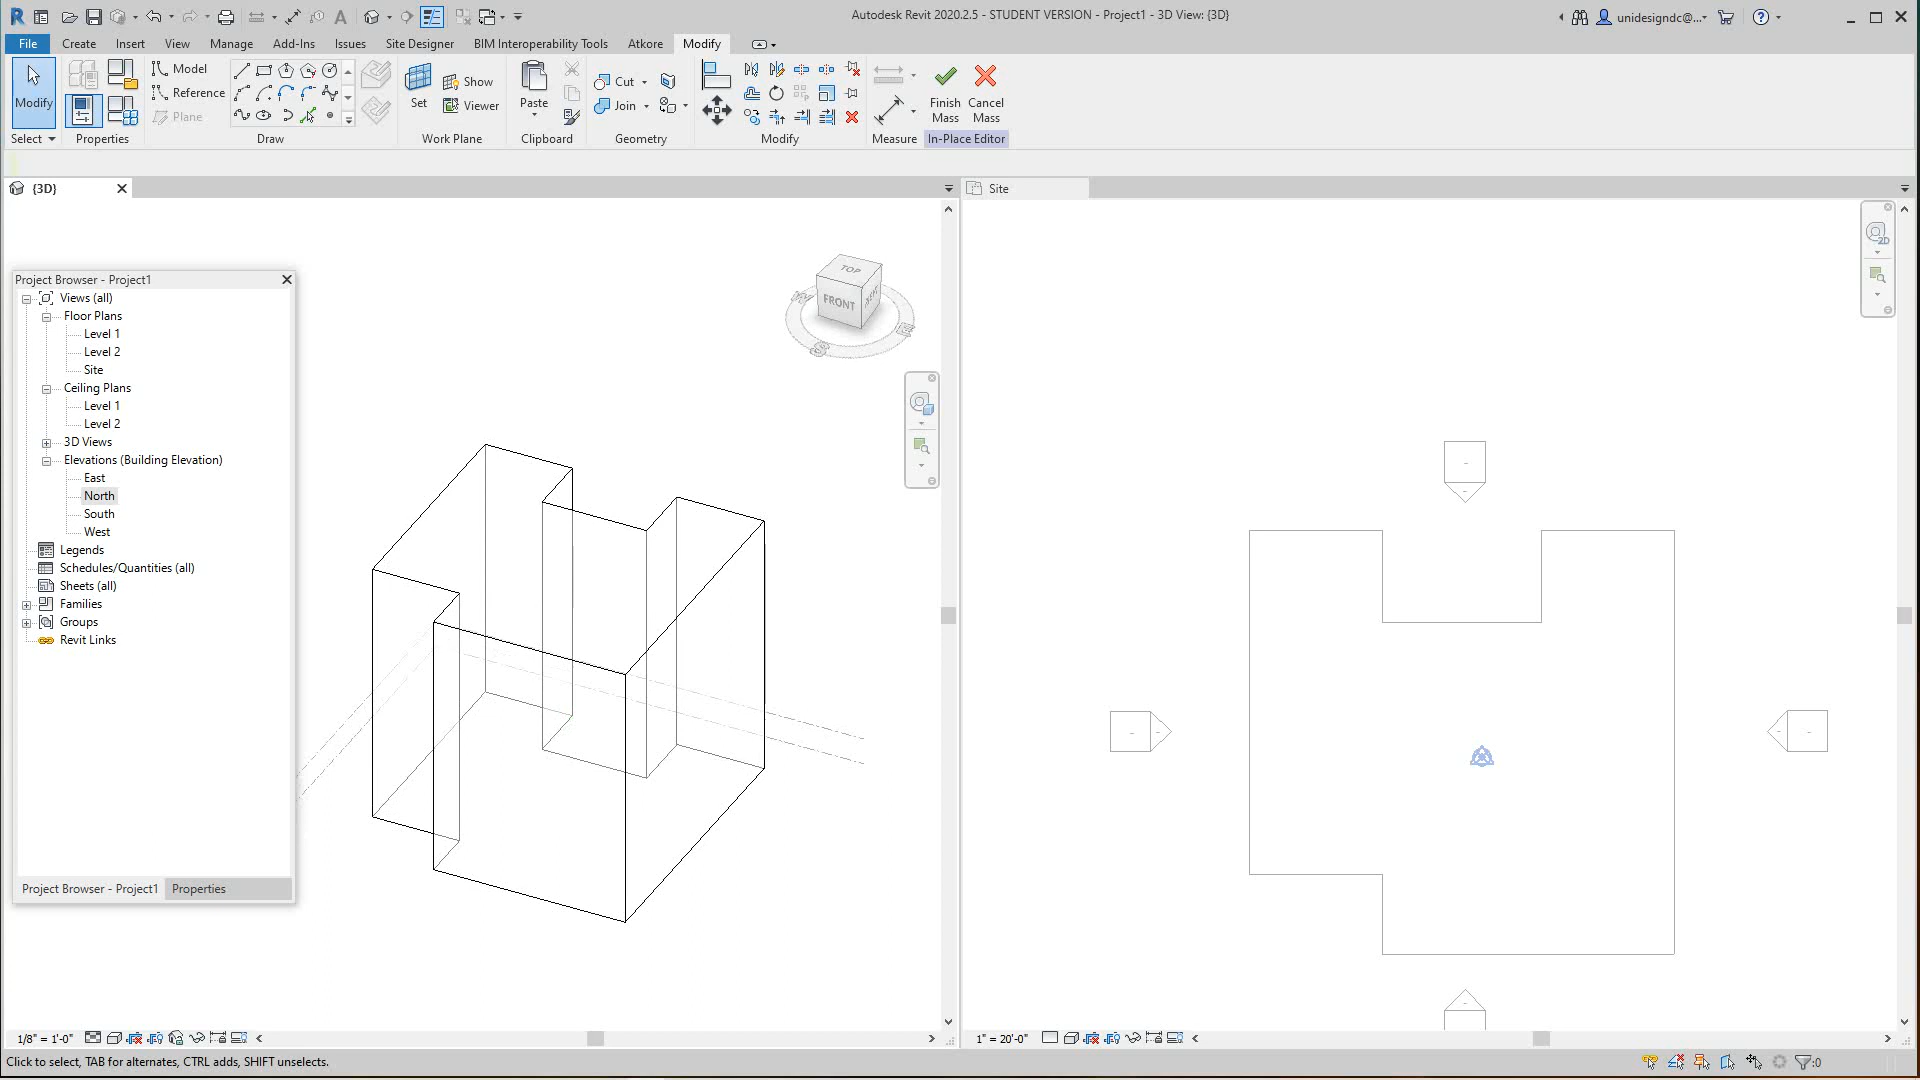 Autodesk Revit 2020.2.5 - STUDENT VERSION - Project1 - 3D View: {3D}
unidesigndc@...
File Create Insert View Manage Add-Ins Issues Site Designer BIM Interoperability Tools Atkore Modify
Modify
Model
Reference
Plane
Set
Show
Viewer
Paste
Cut
Join
Finish Mass
Cancel Mass
Select Properties Draw Work Plane Clipboard Geometry Modify Measure In-Place Editor
{3D}
Site
Project Browser - Project1
Views (all)
Floor Plans
Level 1
Level 2
Site
Ceiling Plans
Level 1
Level 2
3D Views
Elevations (Building Elevation)
East
North
South
West
Legends
Schedules/Quantities (all)
Sheets (all)
Families
Groups
Revit Links
Project Browser - Project1
Properties
TOP
FRONT
W
S
E
2D
1/8" = 1'-0"
1" = 20'-0"
Click to select, TAB for alternates, CTRL adds, SHIFT unselects.
:0